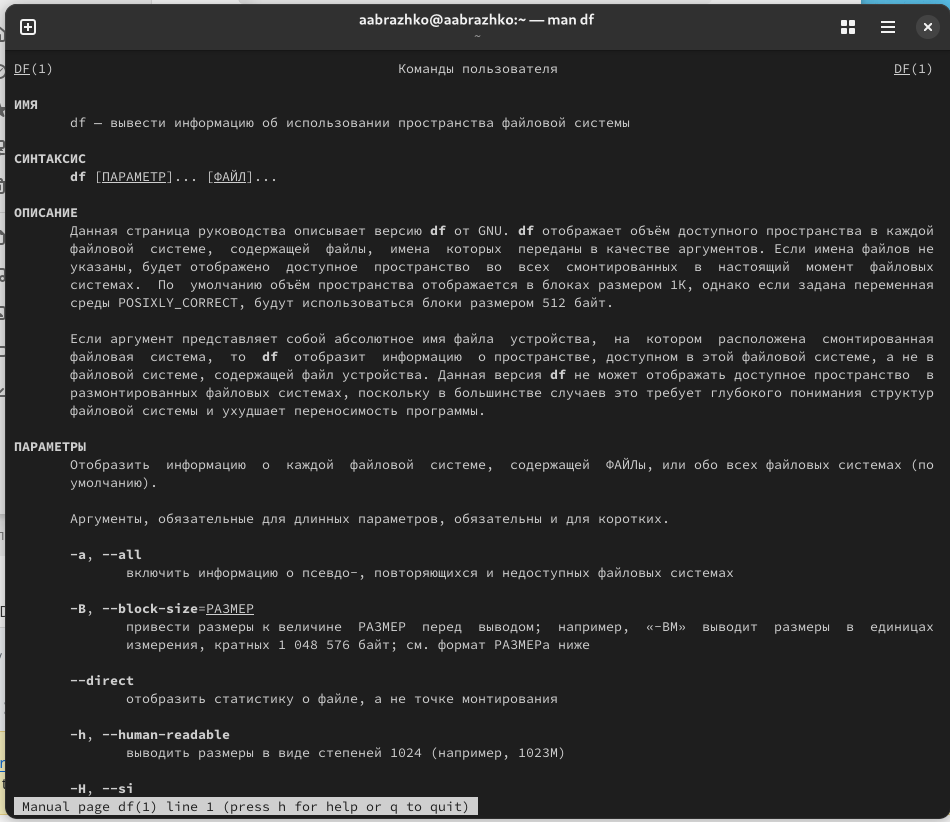 aabrazhko@aabrazhko:~ — man df
~
DF(1) Команды пользователя DF(1)
ИМЯ
df — вывести информацию об использовании пространства файловой системы
СИНТАКСИС
df [ПАРАМЕТР]... [ФАЙЛ]...
ОПИСАНИЕ
Данная страница руководства описывает версию df от GNU. df отображает объём доступного пространства в каждой
файловой системе, содержащей файлы, имена которых переданы в качестве аргументов. Если имена файлов не
указаны, будет отображено доступное пространство во всех смонтированных в настоящий момент файловых
системах. По умолчанию объём пространства отображается в блоках размером 1K, однако если задана переменная
среды POSIXLY_CORRECT, будут использоваться блоки размером 512 байт.
Если аргумент представляет собой абсолютное имя файла устройства, на котором расположена смонтированная
файловая система, то df отобразит информацию о пространстве, доступном в этой файловой системе, а не в
файловой системе, содержащей файл устройства. Данная версия df не может отображать доступное пространство в
размонтированных файловых системах, поскольку в большинстве случаев это требует глубокого понимания структур
файловой системы и ухудшает переносимость программы.
ПАРАМЕТРЫ
Отобразить информацию о каждой файловой системе, содержащей ФАЙЛы, или обо всех файловых системах (по
умолчанию).
Аргументы, обязательные для длинных параметров, обязательны и для коротких.
-a, --all
включить информацию о псевдо-, повторяющихся и недоступных файловых системах
-B, --block-size=РАЗМЕР
привести размеры к величине РАЗМЕР перед выводом; например, «-BM» выводит размеры в единицах
измерения, кратных 1 048 576 байт; см. формат РАЗМЕРа ниже
--direct
отобразить статистику о файле, а не точке монтирования
-h, --human-readable
выводить размеры в виде степеней 1024 (например, 1023M)
-H, --si
Manual page df(1) line 1 (press h for help or q to quit)